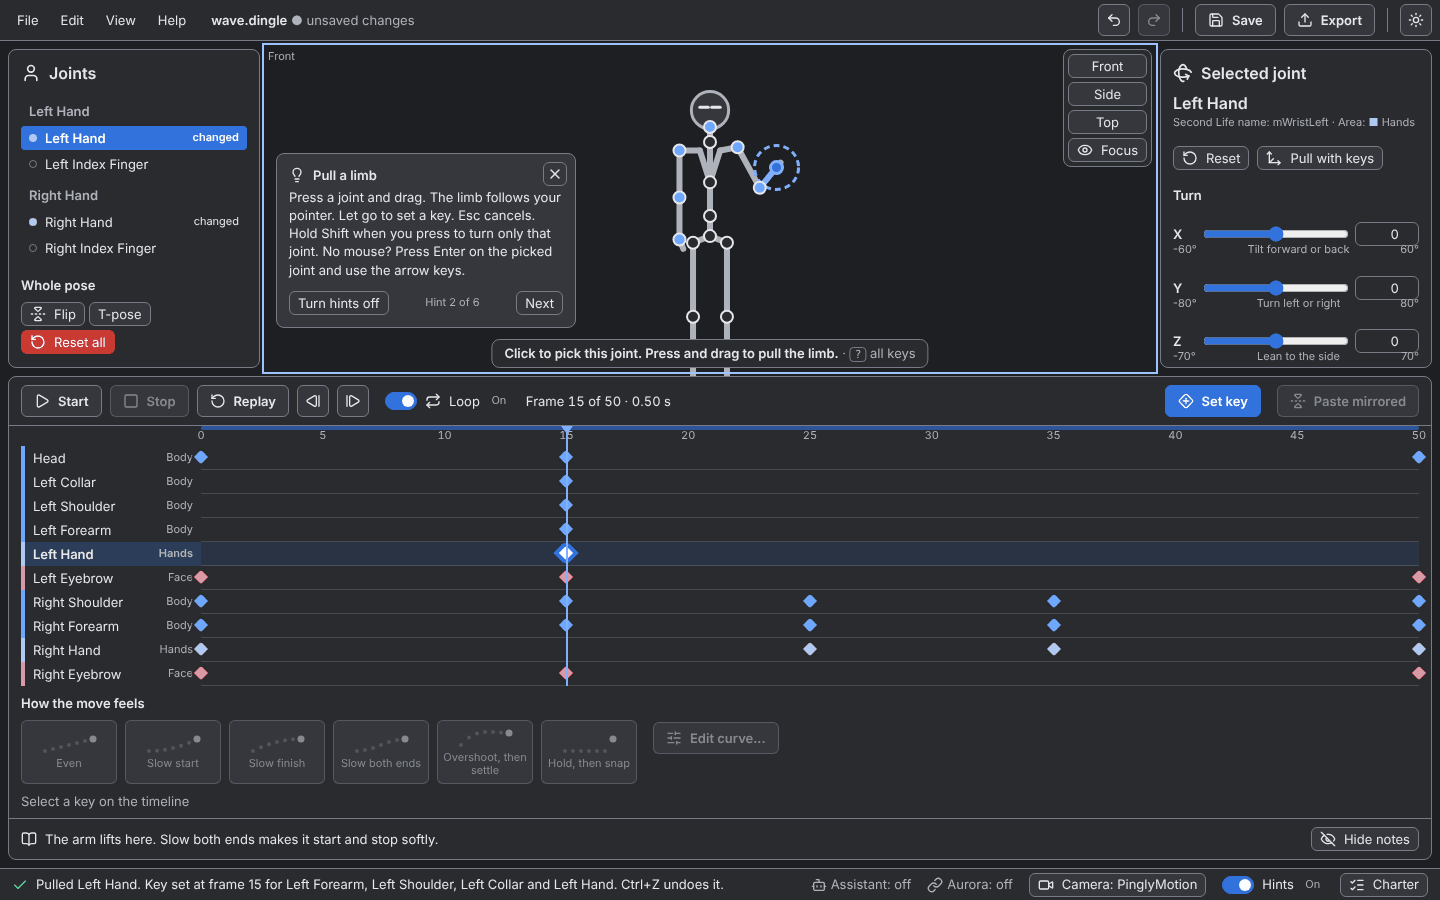 File Edit View Help wave.dingle unsaved changes Save Export
Joints
Left Hand
Left Hand changed
Left Index Finger
Right Hand
Right Hand changed
Right Index Finger
Whole pose
Flip T-pose
Reset all
Front
Pull a limb
Press a joint and drag. The limb follows your
pointer. Let go to set a key. Esc cancels.
Hold Shift when you press to turn only that
joint. No mouse? Press Enter on the picked
joint and use the arrow keys.
Turn hints off Hint 2 of 6 Next
Front
Side
Top
Focus
Click to pick this joint. Press and drag to pull the limb. · ? all keys
Selected joint
Left Hand
Second Life name: mWristLeft · Area: Hands
Reset Pull with keys
Turn
X 0
-60° Tilt forward or back 60°
Y 0
-80° Turn left or right 80°
Z 0
-70° Lean to the side 70°
Start Stop Replay Loop On Frame 15 of 50 · 0.50 s Set key Paste mirrored
0 5 10 15 20 25 30 35 40 45 50
Head Body
Left Collar Body
Left Shoulder Body
Left Forearm Body
Left Hand Hands
Left Eyebrow Face
Right Shoulder Body
Right Forearm Body
Right Hand Hands
Right Eyebrow Face
How the move feels
Even Slow start Slow finish Slow both ends Overshoot, then settle Hold, then snap Edit curve...
Select a key on the timeline
The arm lifts here. Slow both ends makes it start and stop softly. Hide notes
Pulled Left Hand. Key set at frame 15 for Left Forearm, Left Shoulder, Left Collar and Left Hand. Ctrl+Z undoes it. Assistant: off Aurora: off Camera: PinglyMotion Hints On Charter